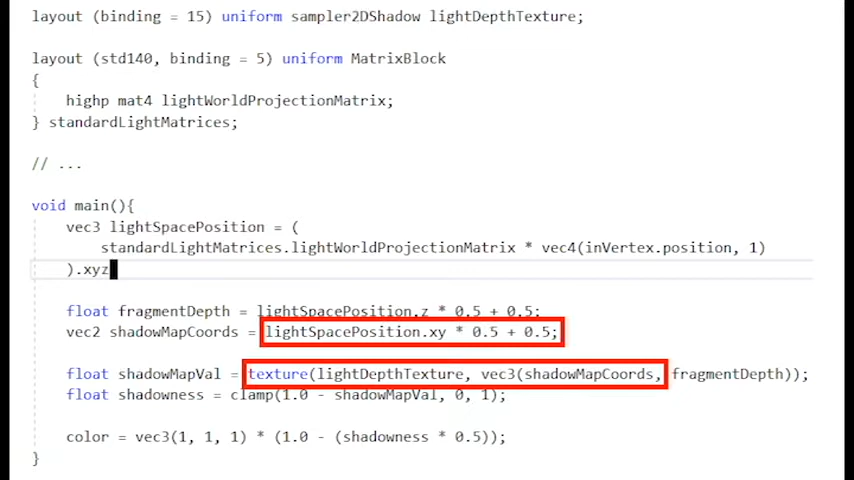 layout (binding = 15) uniform sampler2DShadow lightDepthTexture;
layout (std140, binding = 5) uniform MatrixBlock
{
highp mat4 lightWorldProjectionMatrix;
} standardLightMatrices;
// ...
void main(){
vec3 lightSpacePosition = (
standardLightMatrices.lightWorldProjectionMatrix * vec4(inVertex.position, 1)
).xyz
float fragmentDepth = lightSpacePosition.z * 0.5 + 0.5;
vec2 shadowMapCoords = lightSpacePosition.xy * 0.5 + 0.5;
float shadowMapVal = texture(lightDepthTexture, vec3(shadowMapCoords, fragmentDepth));
float shadowness = clamp(1.0 - shadowMapVal, 0, 1);
color = vec3(1, 1, 1) * (1.0 - (shadowness * 0.5));
}